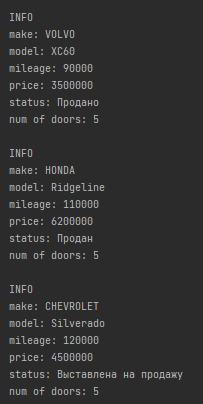 INFO
make: VOLVO
model: XC60
mileage: 90000
price: 3500000
status: Продано
num of doors: 5
INFO
make: HONDA
model: Ridgeline
mileage: 110000
price: 6200000
status: Продан
num of doors: 5
INFO
make: CHEVROLET
model: Silverado
mileage: 120000
price: 4500000
status: Выставлена на продажу
num of doors: 5